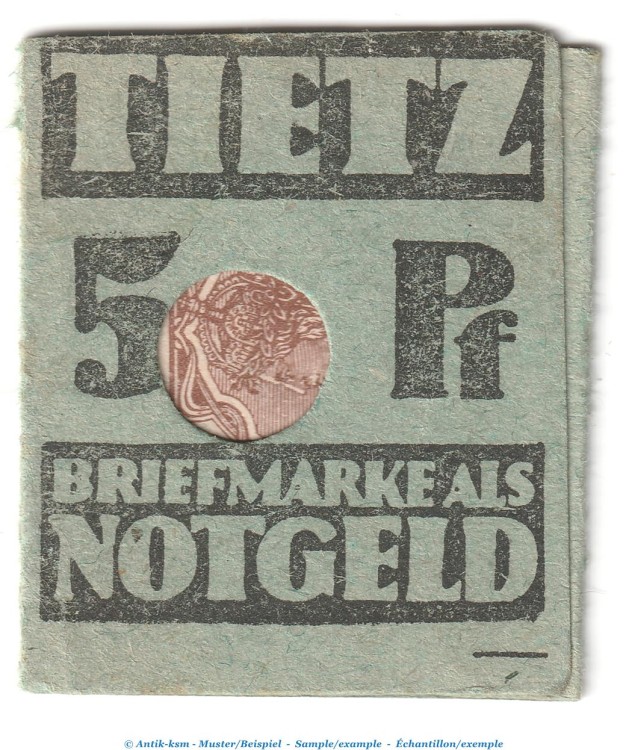 TIETZ
5 Pf
BRIEFMARKE ALS
NOTGELD
© Antik-ksm - Muster/Beispiel - Sample/example - Échantillon/exemple